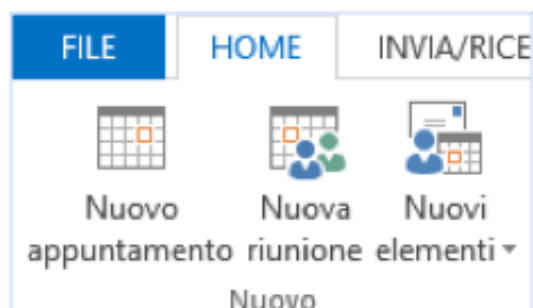 FILE HOME INVIA/RICE
Nuovo Nuova Nuovi
appuntamento riunione elementi
Nuovo